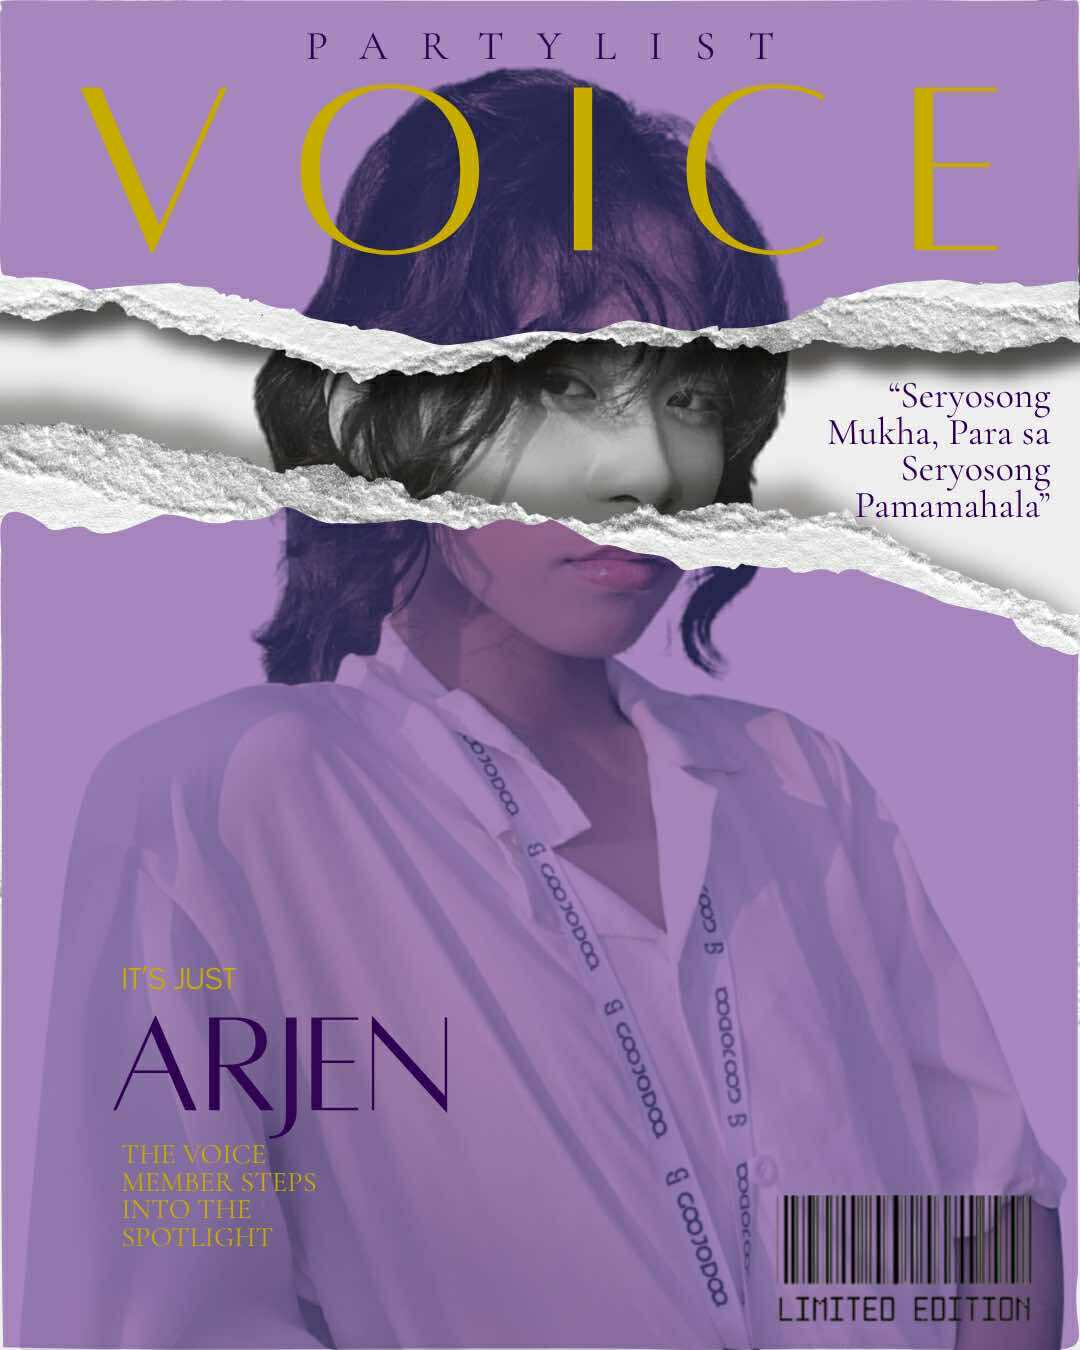 PARTYLIST
VOICE
“Seryosong
Mukha, Para sa
Seryosong
Pamamahala”
IT'S JUST
ARJEN
THE VOICE
MEMBER STEPS
INTO THE
SPOTLIGHT
LIMITED EDITION